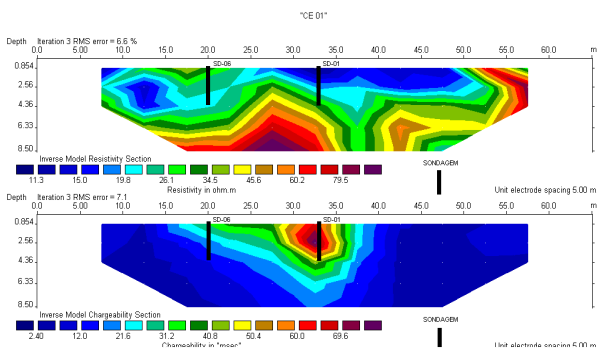 "CE 01"
Depth Iteration 3 RMS error = 6.6 %
0.0 5.0 10.0 15.0 20.0 25.0 30.0 35.0 40.0 45.0 50.0 55.0 60.0 m
SD-06 SD-01
0.854
2.56
4.36
6.33
8.50
Inverse Model Resistivity Section
SONDAGEM
11.3 15.0 19.8 26.1 34.5 45.6 60.2 79.5
Resistivity in ohm.m
Unit electrode spacing 5.00 m
Depth Iteration 3 RMS error = 7.1
0.0 5.0 10.0 15.0 20.0 25.0 30.0 35.0 40.0 45.0 50.0 55.0 60.0 m
SD-06 SD-01
0.854
2.56
4.36
6.33
8.50
Inverse Model Chargeability Section
SONDAGEM
2.40 12.0 21.6 31.2 40.8 50.4 60.0 69.6
Chargeability in "msec"
Unit electrode spacing 5.00 m